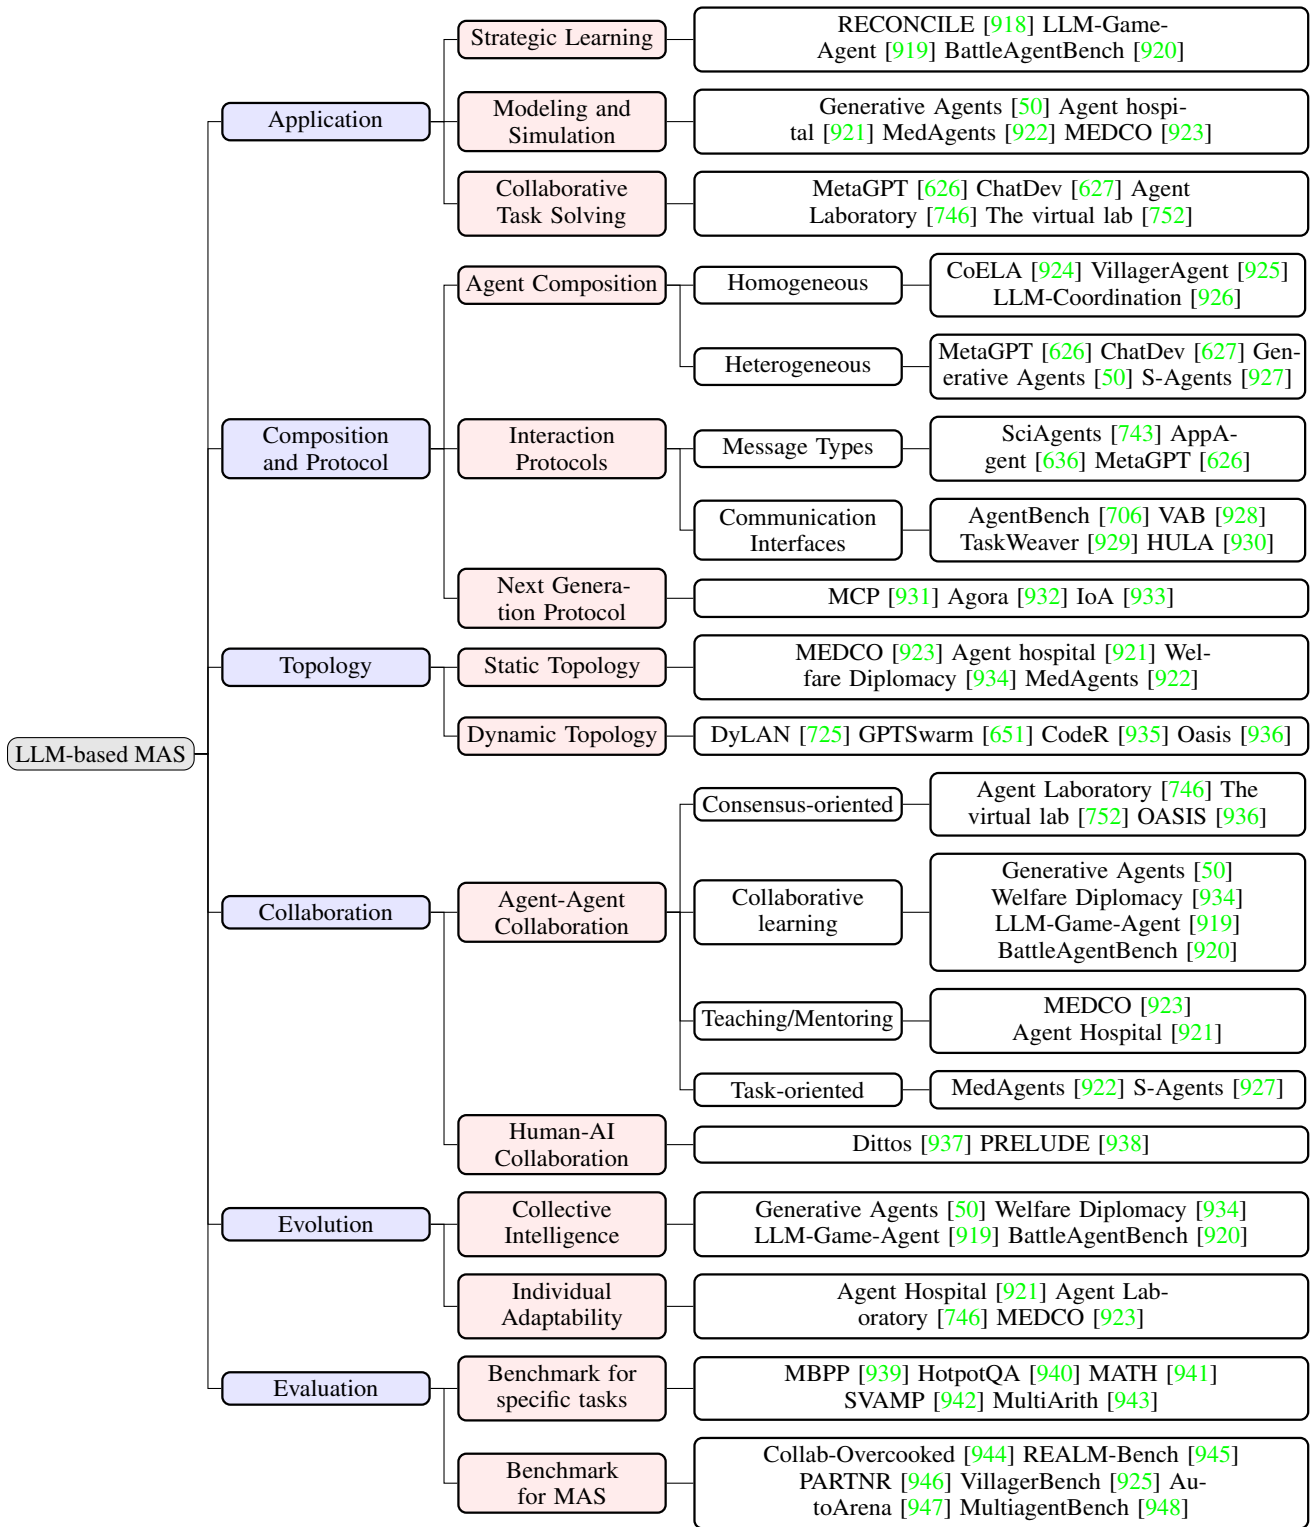 Strategic Learning
RECONCILE [918] LLM-Game-
Agent [919] BattleAgentBench [920]
Application
Modeling and
Simulation
Generative Agents [50] Agent hospi-
tal [921] MedAgents [922] MEDCO [923]
Collaborative
Task Solving
MetaGPT [626] ChatDev [627] Agent
Laboratory [746] The virtual lab [752]
Agent Composition
Homogeneous
CoELA [924] VillagerAgent [925]
LLM-Coordination [926]
Heterogeneous
MetaGPT [626] ChatDev [627] Gen-
erative Agents [50] S-Agents [927]
Composition
and Protocol
Interaction
Protocols
Message Types
SciAgents [743] AppA-
gent [636] MetaGPT [626]
Communication
Interfaces
AgentBench [706] VAB [928]
TaskWeaver [929] HULA [930]
Next Genera-
tion Protocol
MCP [931] Agora [932] IoA [933]
Topology
Static Topology
MEDCO [923] Agent hospital [921] Wel-
fare Diplomacy [934] MedAgents [922]
Dynamic Topology
DyLAN [725] GPTSwarm [651] CodeR [935] Oasis [936]
LLM-based MAS
Consensus-oriented
Agent Laboratory [746] The
virtual lab [752] OASIS [936]
Collaboration
Agent-Agent
Collaboration
Collaborative
learning
Generative Agents [50]
Welfare Diplomacy [934]
LLM-Game-Agent [919]
BattleAgentBench [920]
Teaching/Mentoring
MEDCO [923]
Agent Hospital [921]
Task-oriented
MedAgents [922] S-Agents [927]
Human-AI
Collaboration
Dittos [937] PRELUDE [938]
Evolution
Collective
Intelligence
Generative Agents [50] Welfare Diplomacy [934]
LLM-Game-Agent [919] BattleAgentBench [920]
Individual
Adaptability
Agent Hospital [921] Agent Lab-
oratory [746] MEDCO [923]
Evaluation
Benchmark for
specific tasks
MBPP [939] HotpotQA [940] MATH [941]
SVAMP [942] MultiArith [943]
Benchmark
for MAS
Collab-Overcooked [944] REALM-Bench [945]
PARTNR [946] VillagerBench [925] Au-
toArena [947] MultiagentBench [948]